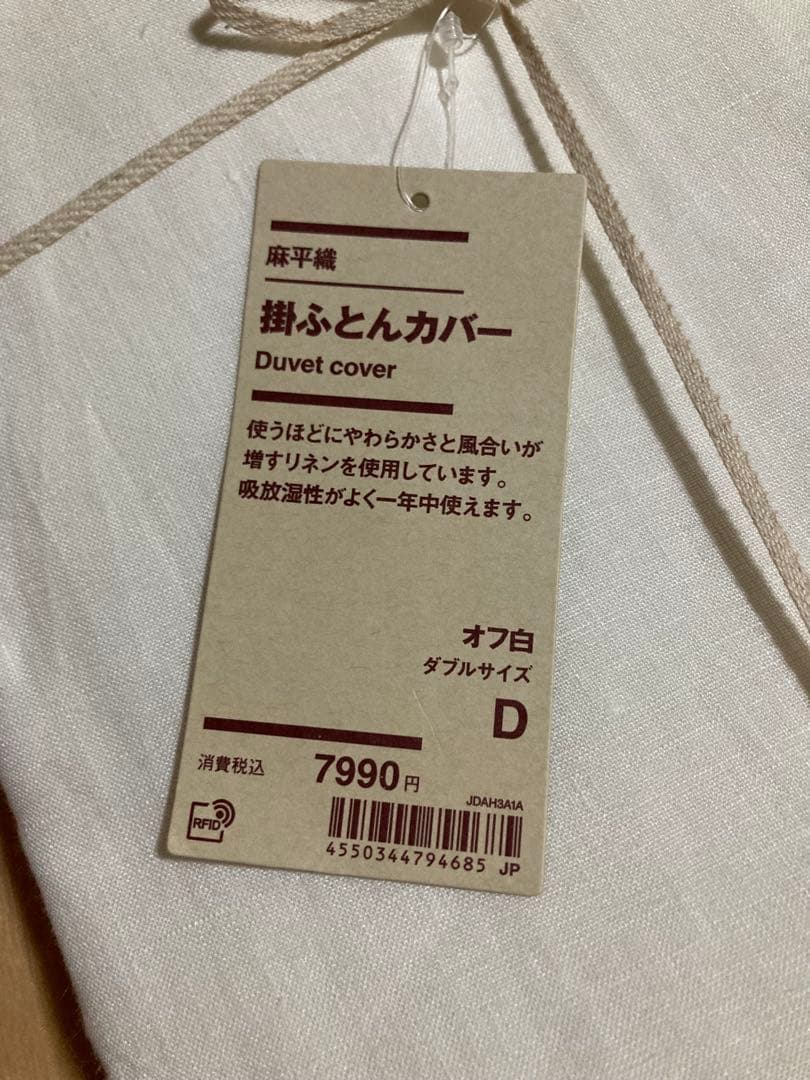 麻平織
掛ふとんカバー
Duvet cover
使うほどにやわらかさと風合いが
増すリネンを使用しています。
吸放湿性がよく一年中使えます。
オフ白
ダブルサイズ
D
消費税込 7990円
JDAH3A1A
RFID
4550344794685 JP